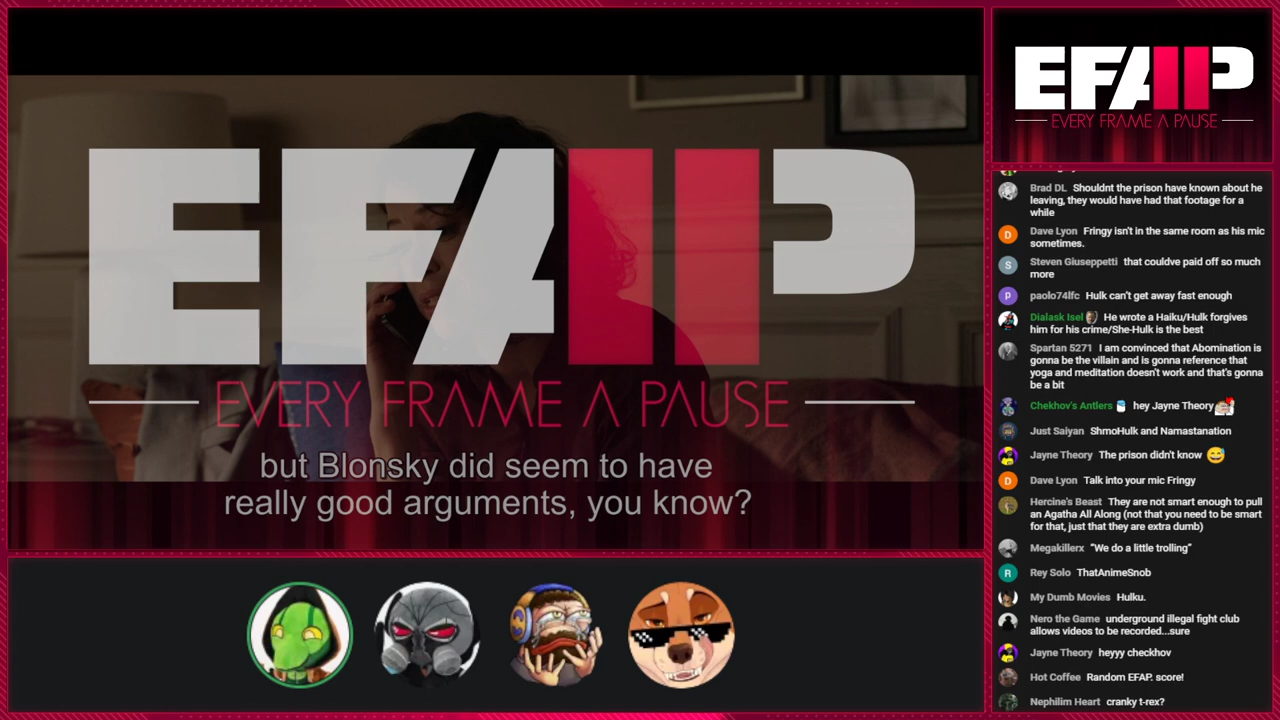 EFAP
EVERY FRAME A PAUSE
but Blonsky did seem to have
really good arguments, you know?
EFAP
EVERY FRAME A PAUSE
Brad DL Shouldnt the prison have known about he
leaving, they would have had that footage for a
while
D
Dave Lyon Fringy isn't in the same room as his mic
sometimes.
S
Steven Giuseppetti that couldve paid off so much
more
P
paolo74lfc Hulk can't get away fast enough
Dialask Isel He wrote a Haiku/Hulk forgives
him for his crime/She-Hulk is the best
Spartan 5271 I am convinced that Abomination is
gonna be the villain and is gonna reference that
yoga and meditation doesn't work and that's gonna
be a bit
Chekhov's Antlers hey Jayne Theory
Just Saiyan ShmoHulk and Namastanation
Jayne Theory The prison didn't know
D
Dave Lyon Talk into your mic Fringy
Hercine's Beast They are not smart enough to pull
an Agatha All Along (not that you need to be smart
for that, just that they are extra dumb)
Megakillerx “We do a little trolling”
R
Rey Solo ThatAnimeSnob
My Dumb Movies Hulku.
Nero the Game underground illegal fight club
allows videos to be recorded...sure
Jayne Theory heyyy checkhov
Hot Coffee Random EFAP. score!
Nephilim Heart cranky t-rex?